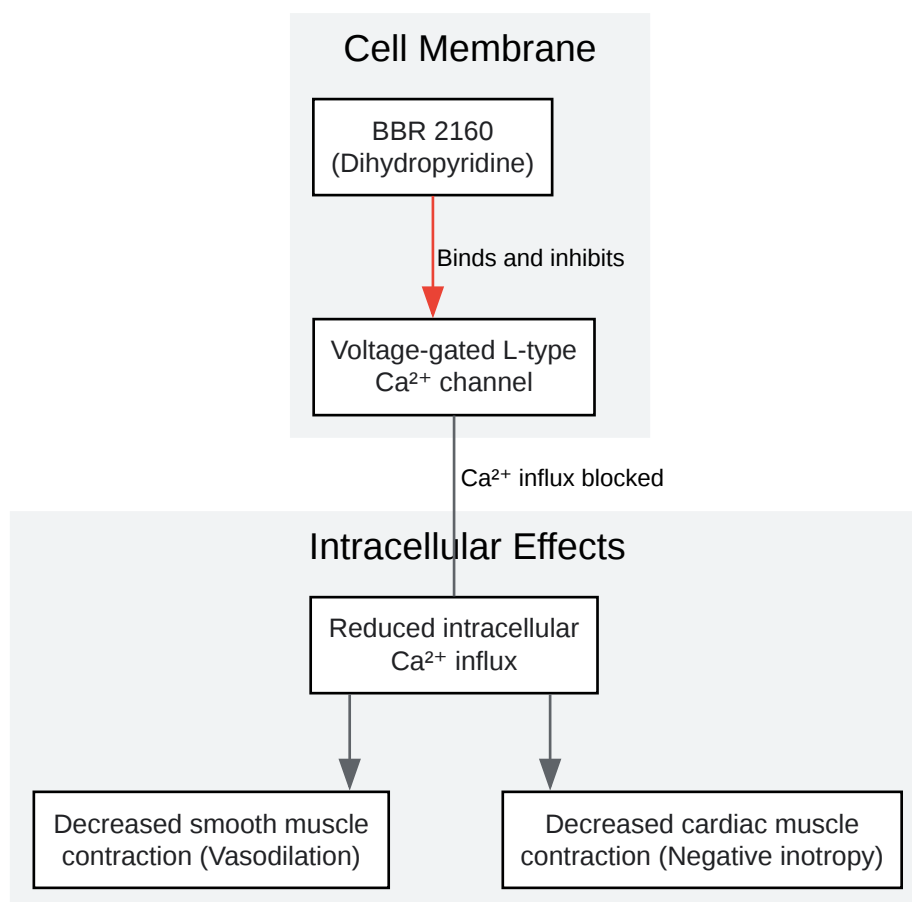 Cell Membrane
BBR 2160
(Dihydropyridine)
Binds and inhibits
Voltage-gated L-type
Ca²⁺ channel
Ca²⁺ influx blocked
Intracellular Effects
Reduced intracellular
Ca²⁺ influx
Decreased smooth muscle
contraction (Vasodilation)
Decreased cardiac muscle
contraction (Negative inotropy)